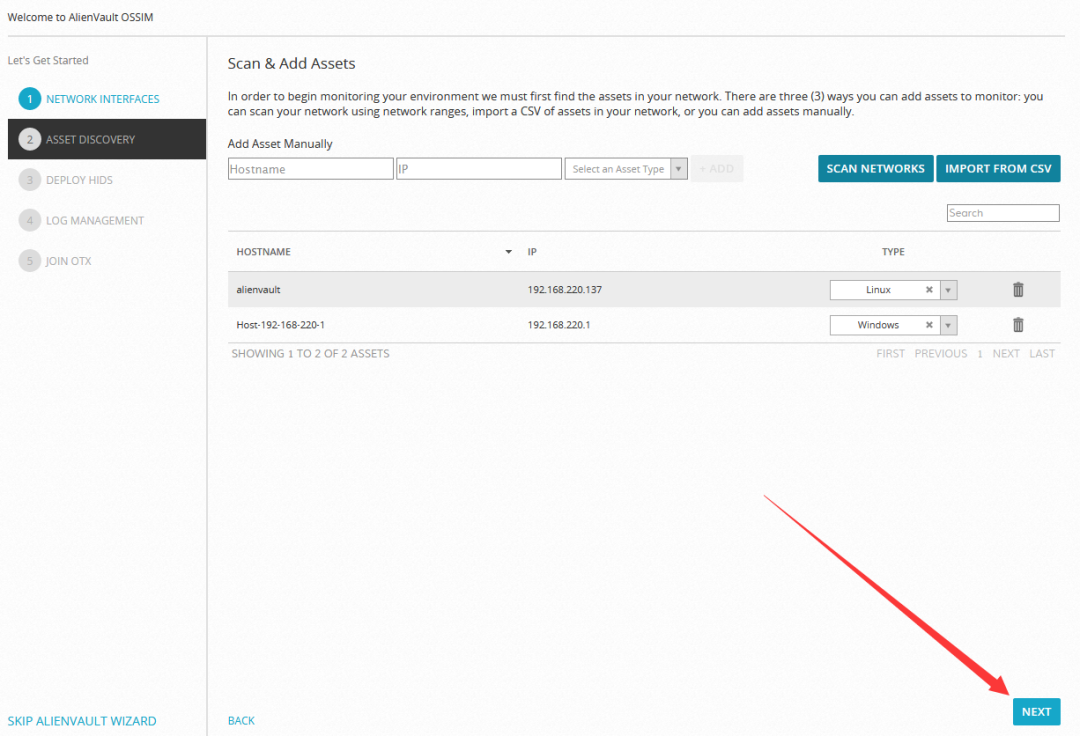 Welcome to AlienVault OSSIM
Let's Get Started
1 NETWORK INTERFACES
2 ASSET DISCOVERY
3 DEPLOY HIDS
4 LOG MANAGEMENT
5 JOIN OTX
SKIP ALIENVAULT WIZARD
Scan & Add Assets
In order to begin monitoring your environment we must first find the assets in your network. There are three (3) ways you can add assets to monitor: you
can scan your network using network ranges, import a CSV of assets in your network, or you can add assets manually.
Add Asset Manually
Hostname IP Select an Asset Type + ADD SCAN NETWORKS IMPORT FROM CSV
Search
HOSTNAME IP TYPE
alienvault 192.168.220.137 Linux
Host-192-168-220-1 192.168.220.1 Windows
SHOWING 1 TO 2 OF 2 ASSETS FIRST PREVIOUS 1 NEXT LAST
BACK NEXT